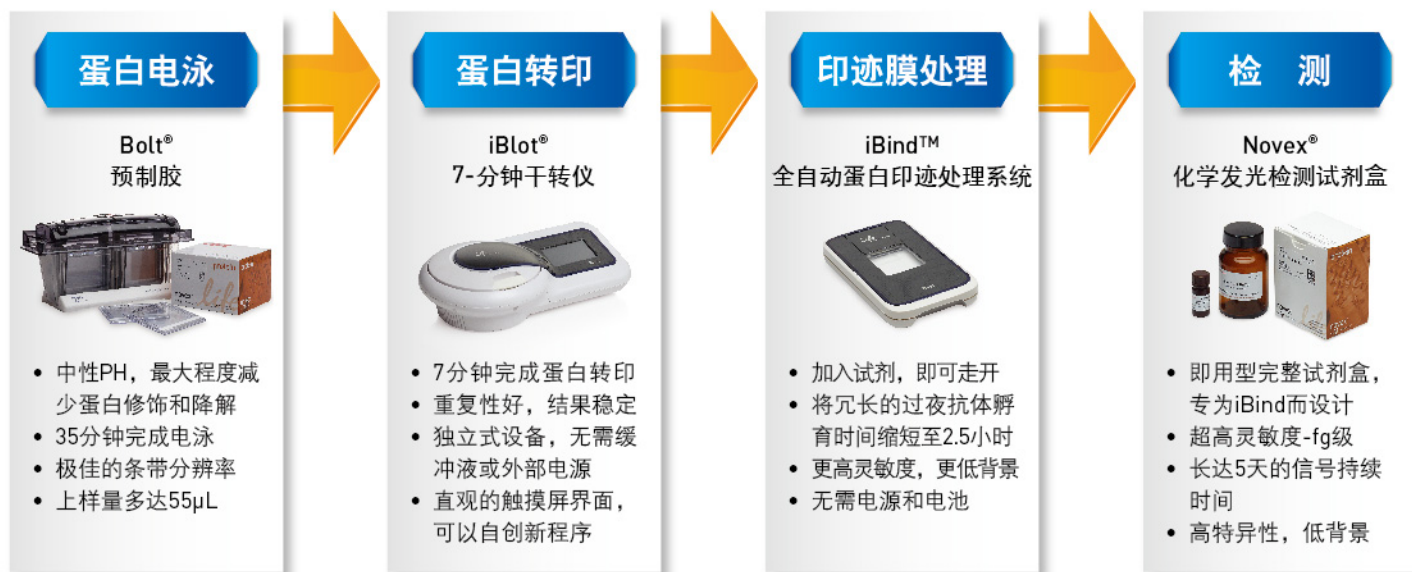 蛋白电泳
Bolt®
预制胶
• 中性PH，最大程度减
少蛋白修饰和降解
• 35分钟完成电泳
• 极佳的条带分辨率
• 上样量多达55μL
蛋白转印
iBlot®
7-分钟干转仪
• 7分钟完成蛋白转印
• 重复性好，结果稳定
• 独立式设备，无需缓
冲液或外部电源
• 直观的触摸屏界面，
可以自创新程序
印迹膜处理
iBind™
全自动蛋白印迹处理系统
• 加入试剂，即可走开
• 将冗长的过夜抗体孵
育时间缩短至2.5小时
• 更高灵敏度，更低背景
• 无需电源和电池
检 测
Novex®
化学发光检测试剂盒
• 即用型完整试剂盒，
专为iBind而设计
• 超高灵敏度-fg级
• 长达5天的信号持续
时间
• 高特异性，低背景